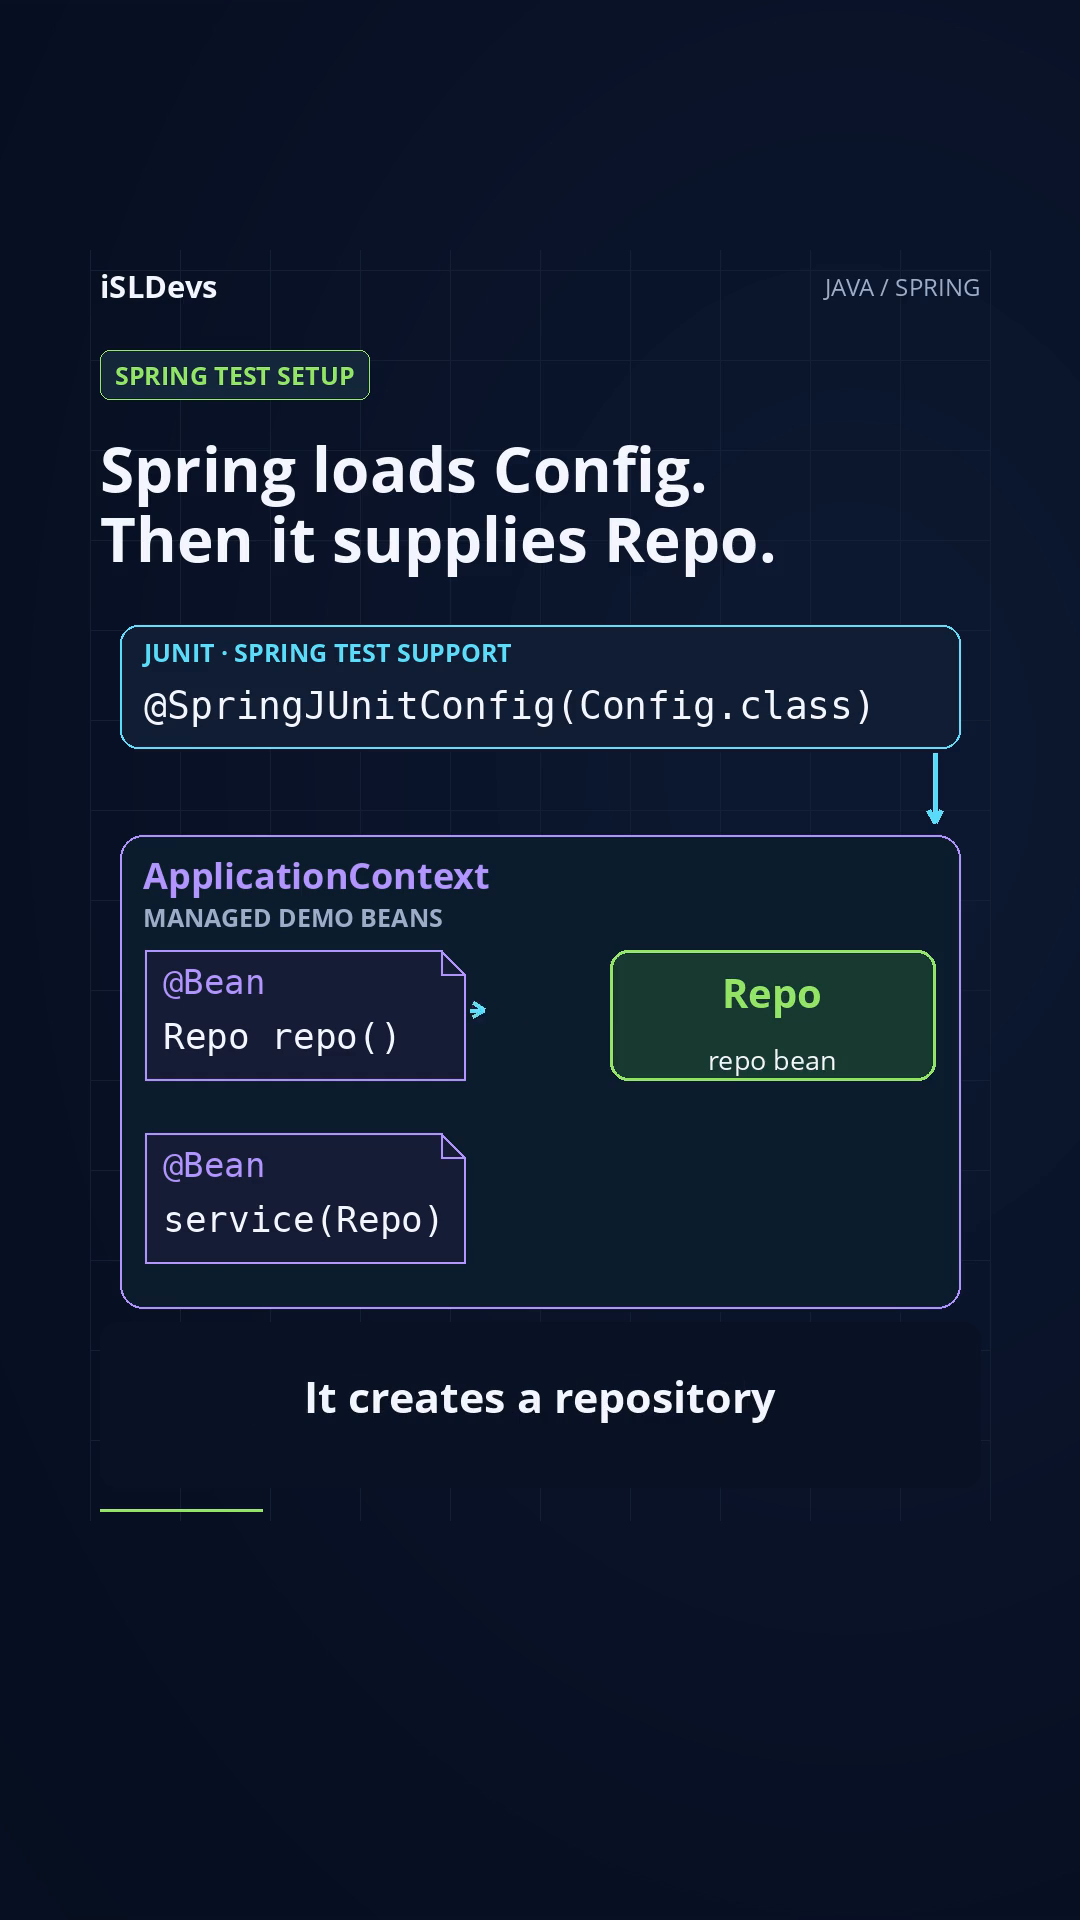 iSLDevs
JAVA / SPRING
SPRING TEST SETUP
Spring loads Config.
Then it supplies Repo.
JUNIT · SPRING TEST SUPPORT
@SpringJUnitConfig(Config.class)
ApplicationContext
MANAGED DEMO BEANS
@Bean
Repo repo()
Repo
repo bean
@Bean
service(Repo)
It creates a repository